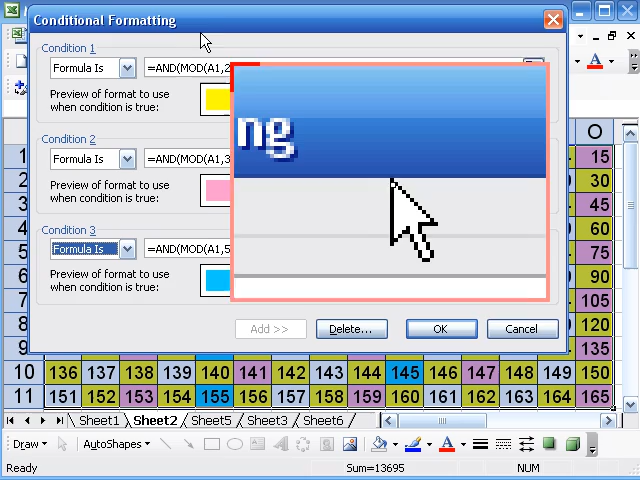 Conditional Formatting
Condition 1
Formula Is
=AND(MOD(A1,2
Preview of format to use
when condition is true:
ng
Condition 2
Formula Is
=AND(MOD(A1,3
Preview of format to use
when condition is true:
Condition 3
Formula Is
=AND(MOD(A1,5
Preview of format to use
when condition is true:
Add >> Delete... OK Cancel
O
1 15
2 30
3 45
4 60
5 75
6 90
7 105
8 120
9 135
10 136 137 138 139 140 141 142 143 144 145 146 147 148 149 150
11 151 152 153 154 155 156 157 158 159 160 161 162 163 164 165
Sheet1 Sheet2 Sheet5 Sheet3 Sheet6
Draw AutoShapes A
Ready Sum=13695 NUM